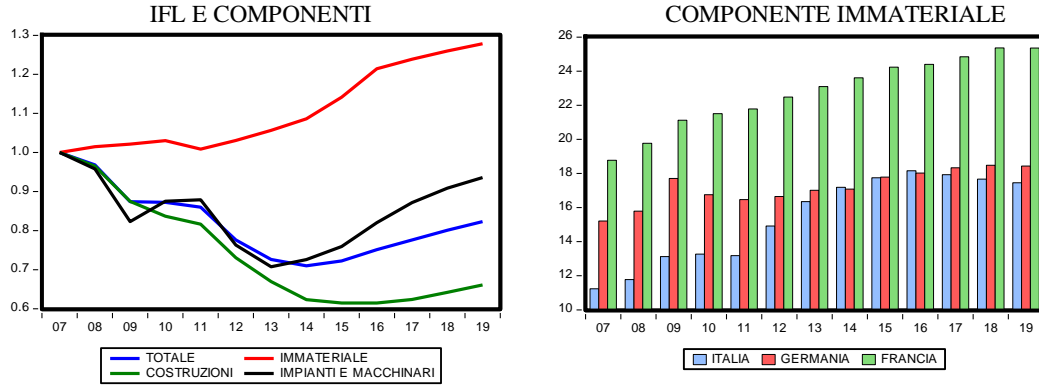 IFL E COMPONENTI
1.3
1.2
1.1
1.0
0.9
0.8
0.7
0.6
07 08 09 10 11 12 13 14 15 16 17 18 19
TOTALE IMMATERIALE
COSTRUZIONI IMPIANTI E MACCHINARI
COMPONENTE IMMATERIALE
26
24
22
20
18
16
14
12
10
07 08 09 10 11 12 13 14 15 16 17 18 19
ITALIA GERMANIA FRANCIA